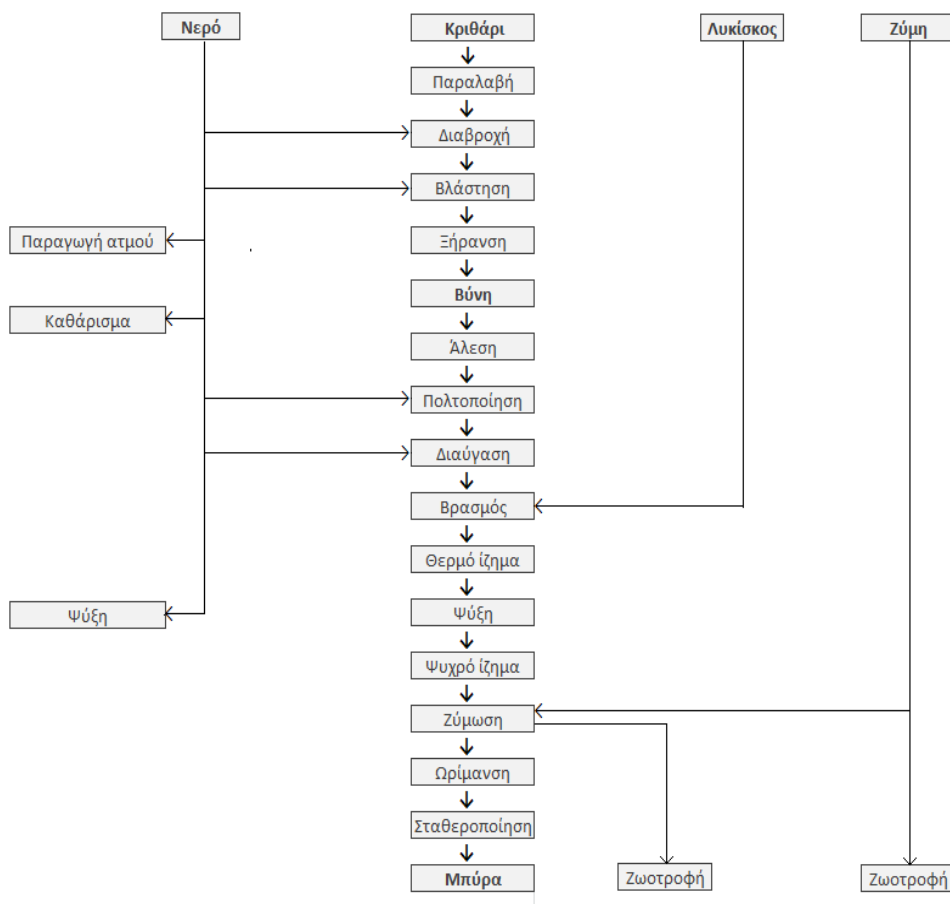 Νερό
Κριθάρι
Λυκίσκος
Ζύμη
Παραλαβή
Διαβροχή
Βλάστηση
Παραγωγή ατμού
Ξήρανση
Βύνη
Καθάρισμα
Άλεση
Πολτοποίηση
Διαύγαση
Βρασμός
Θερμό ίζημα
Ψύξη
Ψύξη
Ψυχρό ίζημα
Ζύμωση
Ωρίμανση
Σταθεροποίηση
Μπύρα
Ζωοτροφή
Ζωοτροφή